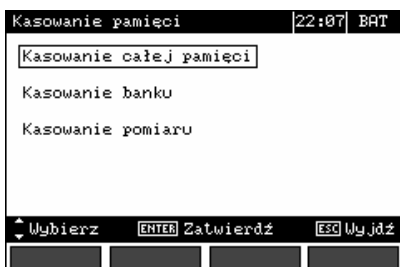 Kasowanie pamięci 22:07 BAT
Kasowanie całej pamięci
Kasowanie banku
Kasowanie pomiaru
Wybierz ENTER Zatwierdź ESC Wyjdź